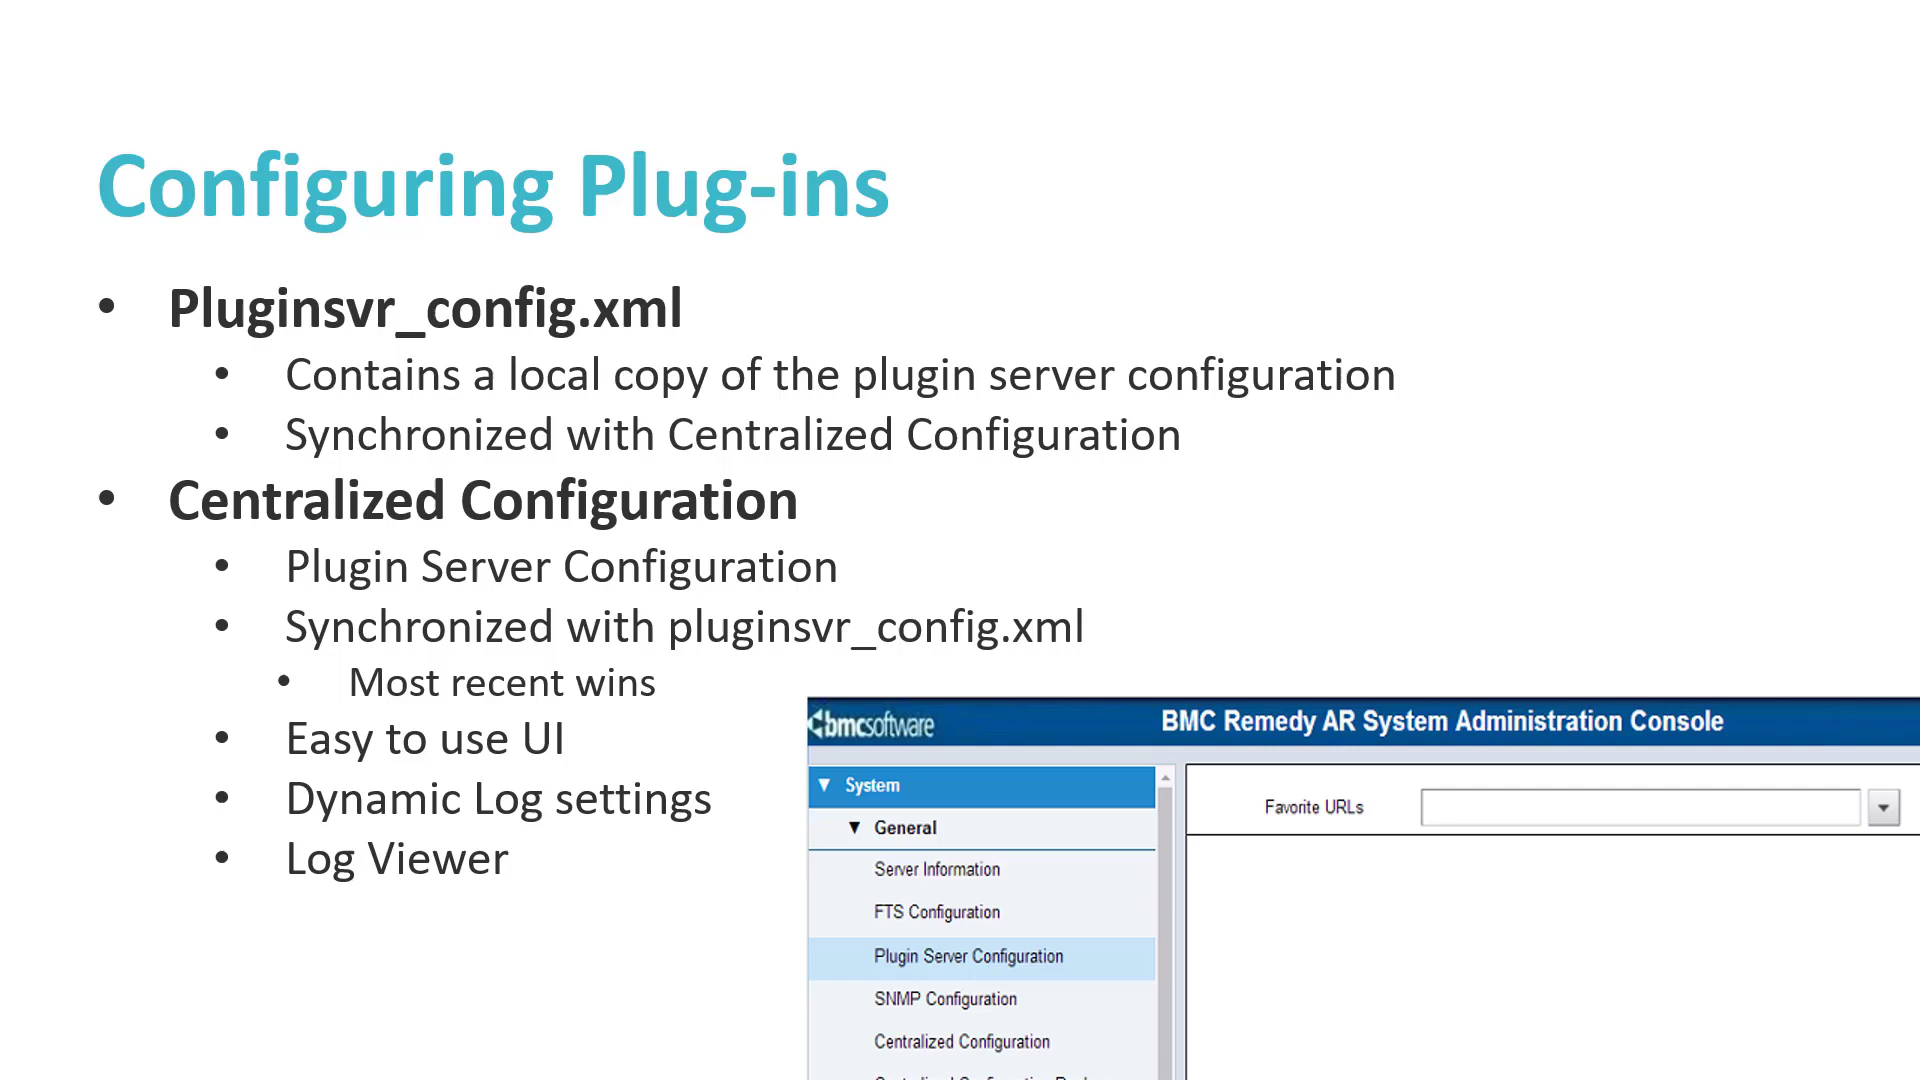 Configuring Plug-ins
• Pluginsvr_config.xml
• Contains a local copy of the plugin server configuration
• Synchronized with Centralized Configuration
• Centralized Configuration
• Plugin Server Configuration
• Synchronized with pluginsvr_config.xml
• Most recent wins
• Easy to use UI
• Dynamic Log settings
• Log Viewer
bmcsoftware
BMC Remedy AR System Administration Console
System
General
Server Information
FTS Configuration
Plugin Server Configuration
SNMP Configuration
Centralized Configuration
Favorite URLs